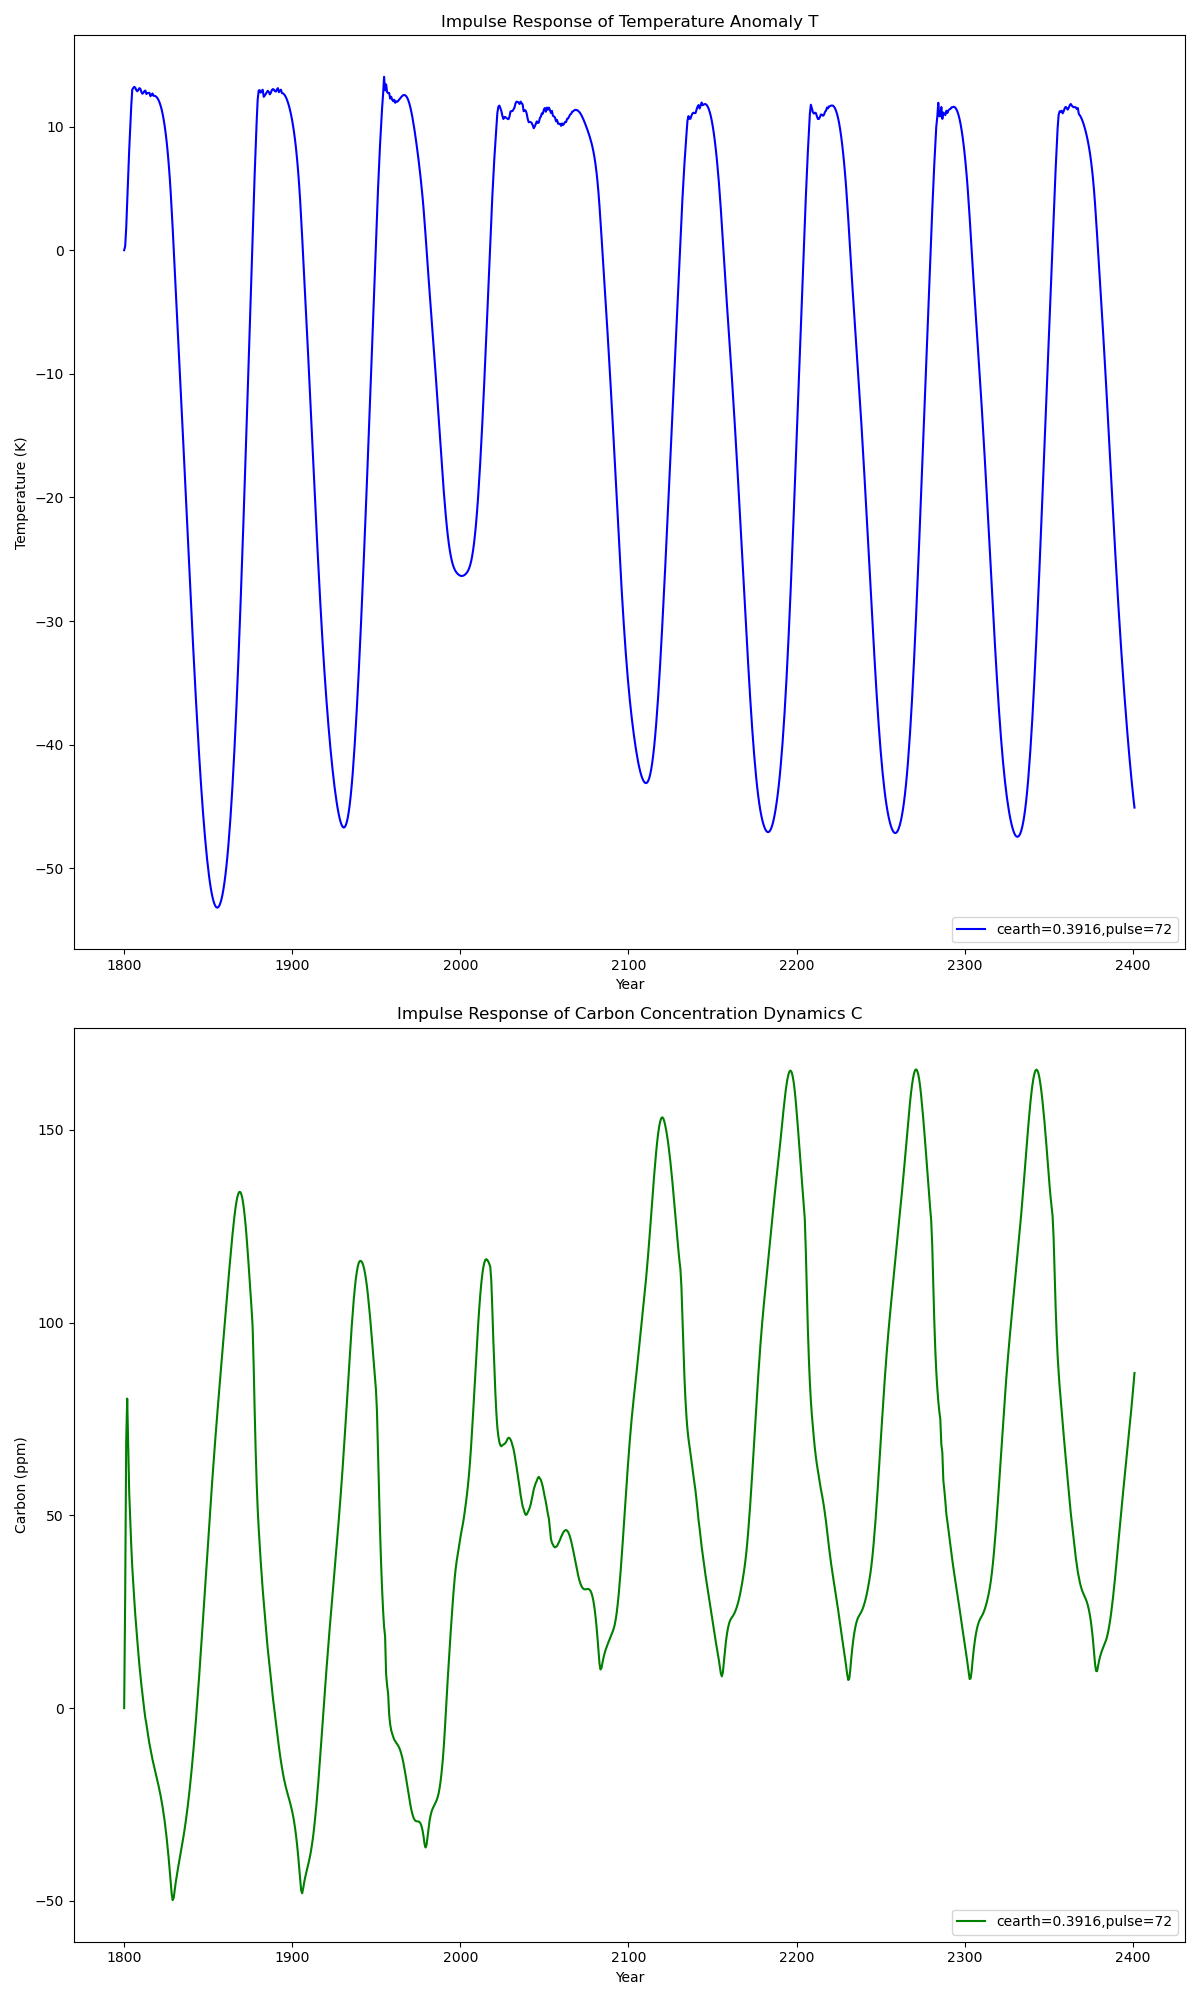 Impulse Response of Temperature Anomaly T
Temperature (K)
10
0
−10
−20
−30
−40
−50
cearth=0.3916,pulse=72
1800 1900 2000 2100 2200 2300 2400
Year
Impulse Response of Carbon Concentration Dynamics C
Carbon (ppm)
150
100
50
0
−50
cearth=0.3916,pulse=72
1800 1900 2000 2100 2200 2300 2400
Year